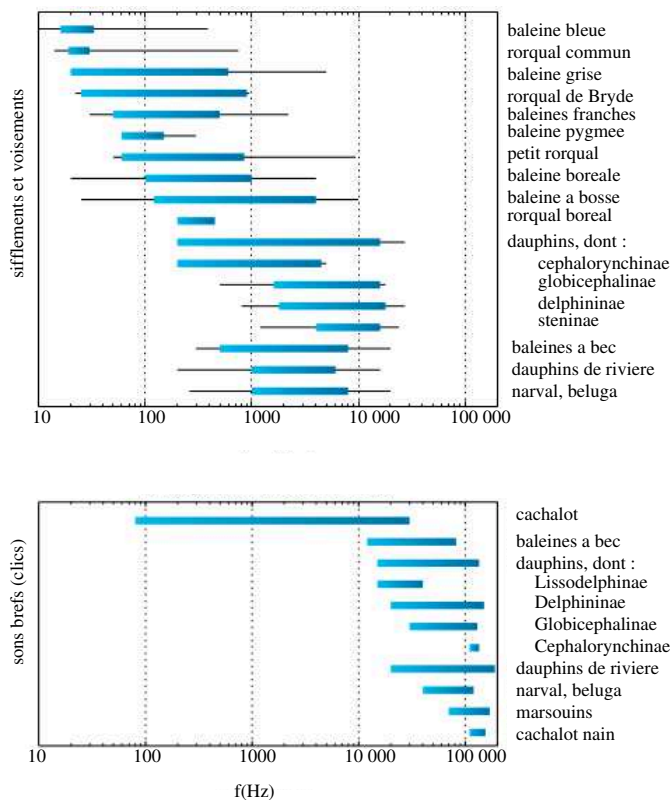 sifflements et voisements
baleine bleue
rorqual commun
baleine grise
rorqual de Bryde
baleines franches
baleine pygmee
petit rorqual
baleine boreale
baleine a bosse
rorqual boreal
dauphins, dont :
cephalorynchinae
globicephalinae
delphininae
steninae
baleines a bec
dauphins de riviere
narval, beluga
10 100 1000 10 000 100 000
sons brefs (clics)
cachalot
baleines a bec
dauphins, dont :
Lissodelphinae
Delphininae
Globicephalinae
Cephalorynchinae
dauphins de riviere
narval, beluga
marsouins
cachalot nain
10 100 1000 10 000 100 000
f(Hz)